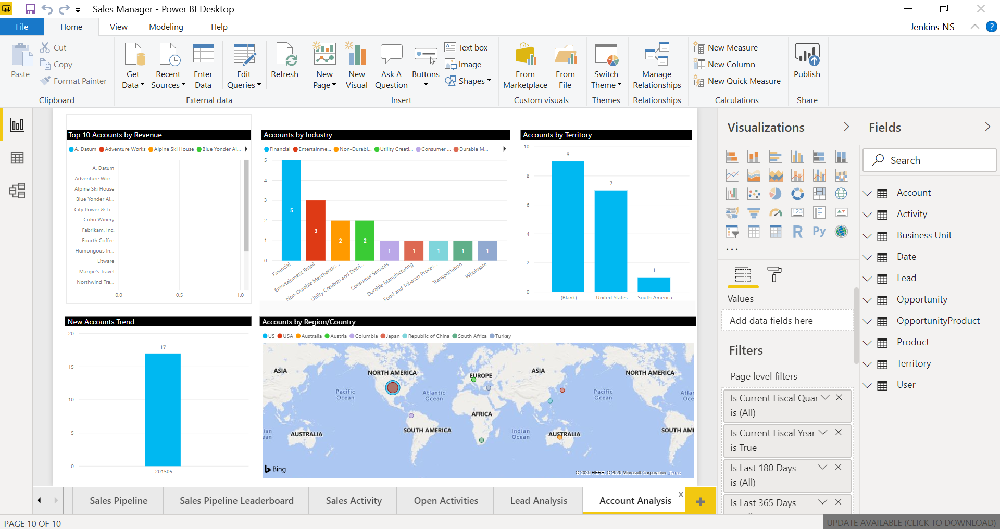 Sales Manager - Power BI Desktop
File
Home
View
Modeling
Help
Jenkins NS
?
Paste
Cut
Copy
Format Painter
Clipboard
Get Data
Recent Sources
Enter Data
Edit Queries
Refresh
External data
New Page
New Visual
Ask A Question
Buttons
Text box
Image
Shapes
Insert
From Marketplace
From File
Custom visuals
Switch Theme
Themes
Manage Relationships
Relationships
New Measure
New Column
New Quick Measure
Calculations
Publish
Share
Top 10 Accounts by Revenue
A. Datum Adventure Works Alpine Ski House Blue Yonder Ai...
A. Datum
Adventure Wor...
Alpine Ski House
Blue Yonder Ai...
City Power & Li...
Coho Winery
Fabrikam, Inc.
Fourth Coffee
Humongous In...
Litware
Margie's Travel
Northwind Tra...
0.0 0.5 1.0
Accounts by Industry
Financial Entertainme... Non-Durabl... Utility Creati... Consumer ... Durable M...
5
4
3
2
1
0
5 3 2 2 1 1 1 1 1
Financial
Entertainment Retail
Non-Durable Merchandis...
Utility Creation and Distri...
Consumer Services
Durable Manufacturing
Food and Tobacco Proces...
Transportation
Wholesale
Accounts by Territory
10
8
6
4
2
0
9 7 1
(Blank) United States South America
New Accounts Trend
20
15
10
5
0
17
201505
Accounts by Region/Country
US USA Australia Austria Columbia Japan Republic of China South Africa Turkey
ASIA
NORTH AMERICA
EUROPE
ASIA
NORTH AMERICA
Pacific Ocean
Atlantic Ocean
Pacific Ocean
Atlar
Oce
AFRICA
SOUTH AMERICA
SOUTH AM
ian
ean
AUSTRALIA
Indian Ocean
AUSTRALIA
Bing
© 2020 HERE, © 2020 Microsoft Corporation Terms
Visualizations
123
R
Py
...
Values
Add data fields here
Filters
Page level filters
Is Current Fiscal Quar
is (All)
Is Current Fiscal Year
is True
Is Last 180 Days
is (All)
Is Last 365 Days
Fields
Search
Account
Activity
Business Unit
Date
Lead
Opportunity
OpportunityProduct
Product
Territory
User
Sales Pipeline
Sales Pipeline Leaderboard
Sales Activity
Open Activities
Lead Analysis
Account Analysis
x
+
PAGE 10 OF 10
UPDATE AVAILABLE (CLICK TO DOWNLOAD)